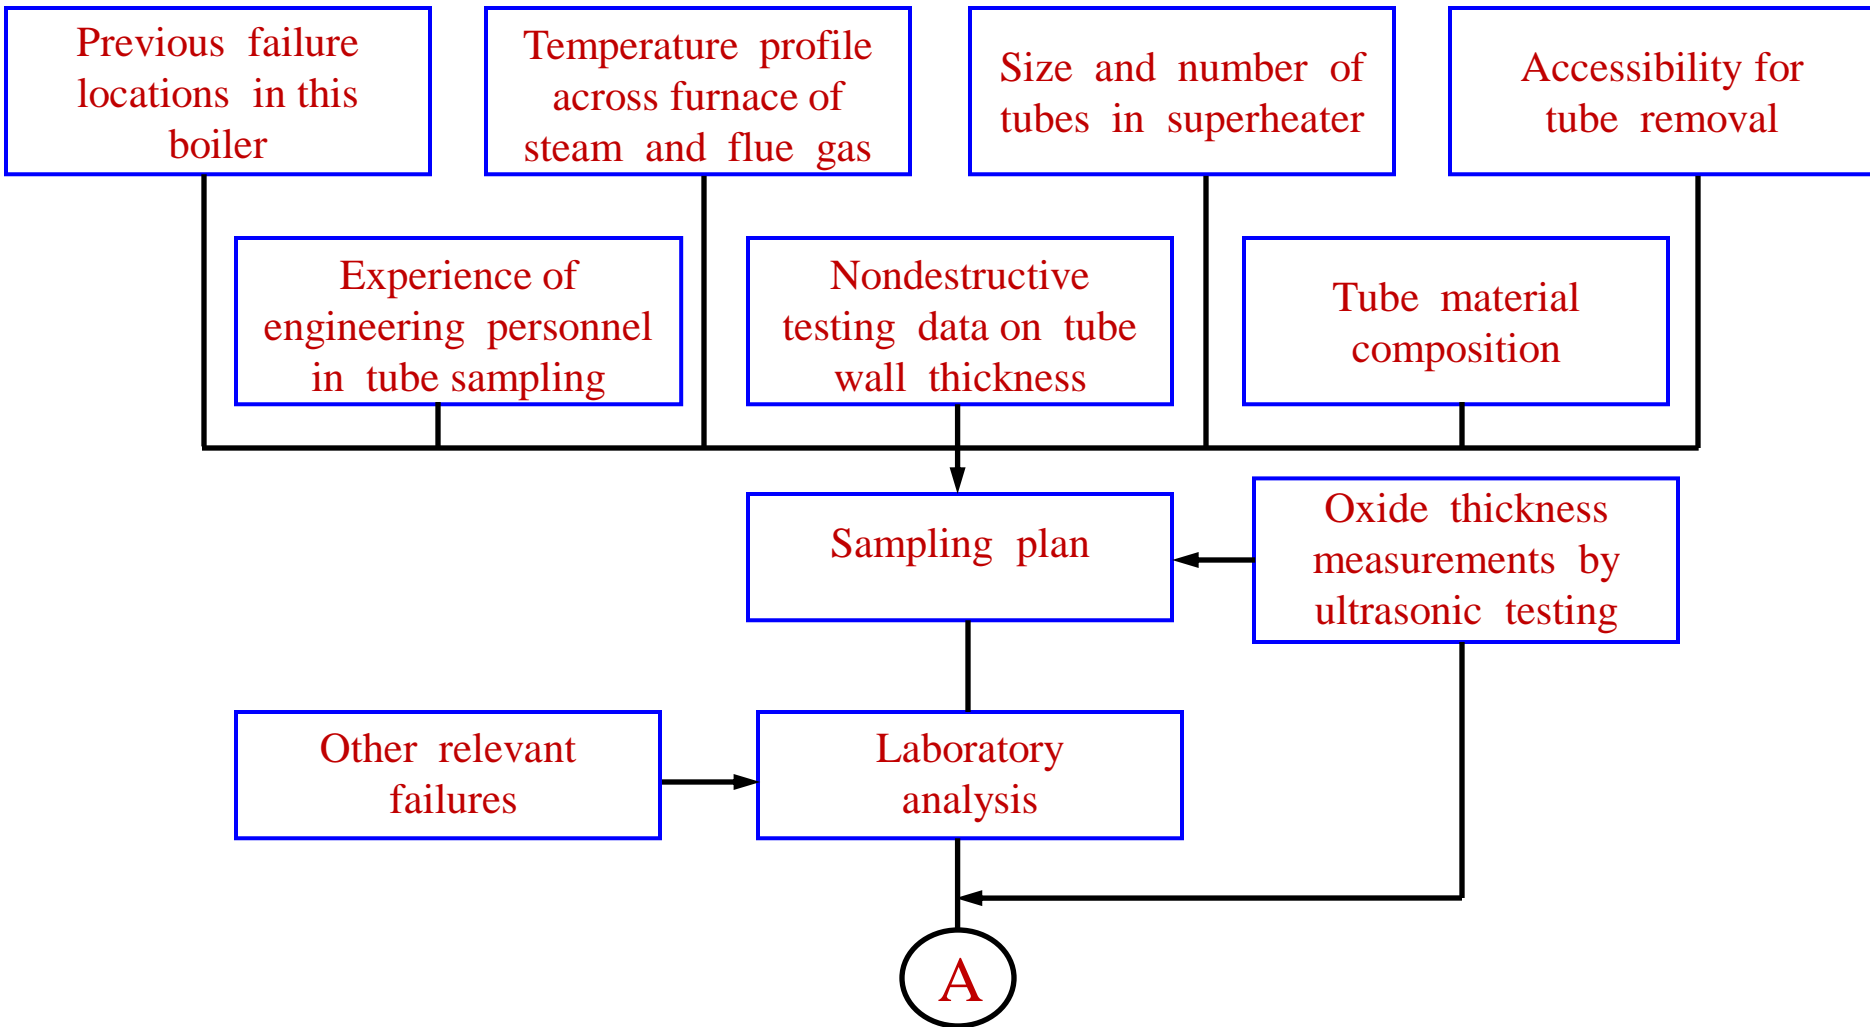 Previous failure
locations in this
boiler
Temperature profile
across furnace of
steam and flue gas
Size and number of
tubes in superheater
Accessibility for
tube removal
Experience of
engineering personnel
in tube sampling
Nondestructive
testing data on tube
wall thickness
Tube material
composition
Sampling plan
Oxide thickness
measurements by
ultrasonic testing
Other relevant
failures
Laboratory
analysis
A